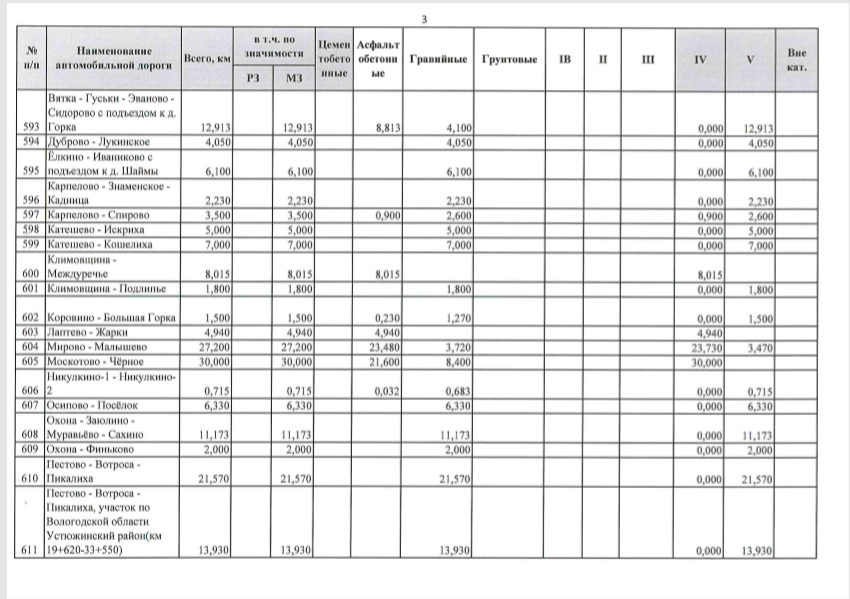 3
№ п/п Наименование автомобильной дороги Всего, км в т.ч. по значимости РЗ МЗ Цемен тобето нные Асфальт обетонн ые Гравийные Грунтовые IВ II III IV V Вне кат.
Вятка - Гуськи - Эваново -
Сидорово с подъездом к д.
593 Горка 12,913 12,913 8,813 4,100 0,000 12,913
594 Дуброво - Лукинское 4,050 4,050 4,050 0,000 4,050
Ёлкино - Иваниково с
595 подъездом к д. Шаймы 6,100 6,100 6,100 0,000 6,100
Карпелово - Знаменское -
596 Кадница 2,230 2,230 2,230 0,000 2,230
597 Карпелово - Спирово 3,500 3,500 0,900 2,600 0,900 2,600
598 Катешево - Искриха 5,000 5,000 5,000 0,000 5,000
599 Катешево - Кошелиха 7,000 7,000 7,000 0,000 7,000
Климовщина -
600 Междуречье 8,015 8,015 8,015 8,015
601 Климовщина - Подлипье 1,800 1,800 1,800 0,000 1,800
602 Коровино - Большая Горка 1,500 1,500 0,230 1,270 0,000 1,500
603 Лаптево - Жарки 4,940 4,940 4,940 4,940
604 Мирово - Малышево 27,200 27,200 23,480 3,720 23,730 3,470
605 Москотово - Чёрное 30,000 30,000 21,600 8,400 30,000
Никулкино-1 - Никулкино-
606 2 0,715 0,715 0,032 0,683 0,000 0,715
607 Осипово - Посёлок 6,330 6,330 6,330 0,000 6,330
Охона - Заюлино -
608 Муравьёво - Сахино 11,173 11,173 11,173 0,000 11,173
609 Охона - Финьково 2,000 2,000 2,000 0,000 2,000
Пестово - Вотроса -
610 Пикалиха 21,570 21,570 21,570 0,000 21,570
Пестово - Вотроса -
Пикалиха, участок по
Вологодской области
Устюжинский район(км
611 19+620-33+550) 13,930 13,930 13,930 0,000 13,930